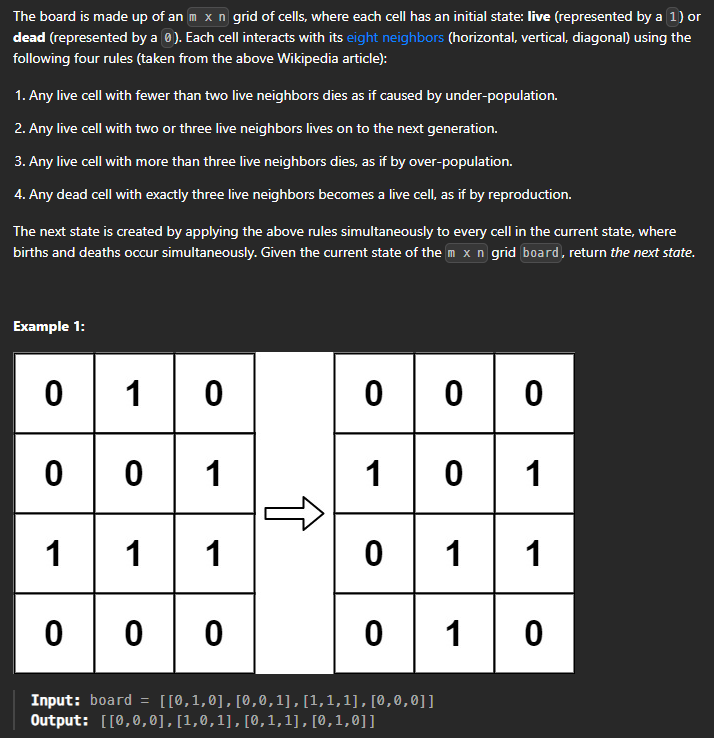 The board is made up of an m x n grid of cells, where each cell has an initial state: live (represented by a 1) or
dead (represented by a 0). Each cell interacts with its eight neighbors (horizontal, vertical, diagonal) using the
following four rules (taken from the above Wikipedia article):
1. Any live cell with fewer than two live neighbors dies as if caused by under-population.
2. Any live cell with two or three live neighbors lives on to the next generation.
3. Any live cell with more than three live neighbors dies, as if by over-population.
4. Any dead cell with exactly three live neighbors becomes a live cell, as if by reproduction.
The next state is created by applying the above rules simultaneously to every cell in the current state, where
births and deaths occur simultaneously. Given the current state of the m x n grid board, return the next state.
Example 1:
0 1 0 0 0 0
0 0 1 1 0 1
1 1 1 0 1 1
0 0 0 0 1 0
Input: board = [[0,1,0],[0,0,1],[1,1,1],[0,0,0]]
Output: [[0,0,0],[1,0,1],[0,1,1],[0,1,0]]